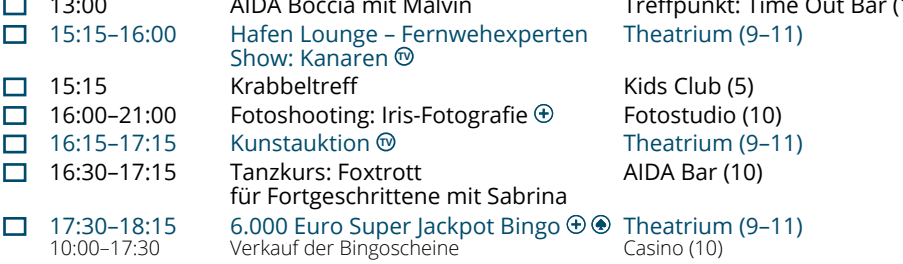 13:00 AIDA Boccia mit Malvin Treffpunkt: Time Out Bar (
15:15–16:00 Hafen Lounge – Fernwehexperten Theatrium (9–11)
Show: Kanaren TV
15:15 Krabbeltreff Kids Club (5)
16:00–21:00 Fotoshooting: Iris-Fotografie + Fotostudio (10)
16:15–17:15 Kunstauktion TV Theatrium (9–11)
16:30–17:15 Tanzkurs: Foxtrott AIDA Bar (10)
für Fortgeschrittene mit Sabrina
17:30–18:15 6.000 Euro Super Jackpot Bingo + ♠ Theatrium (9–11)
10:00–17:30 Verkauf der Bingoscheine Casino (10)